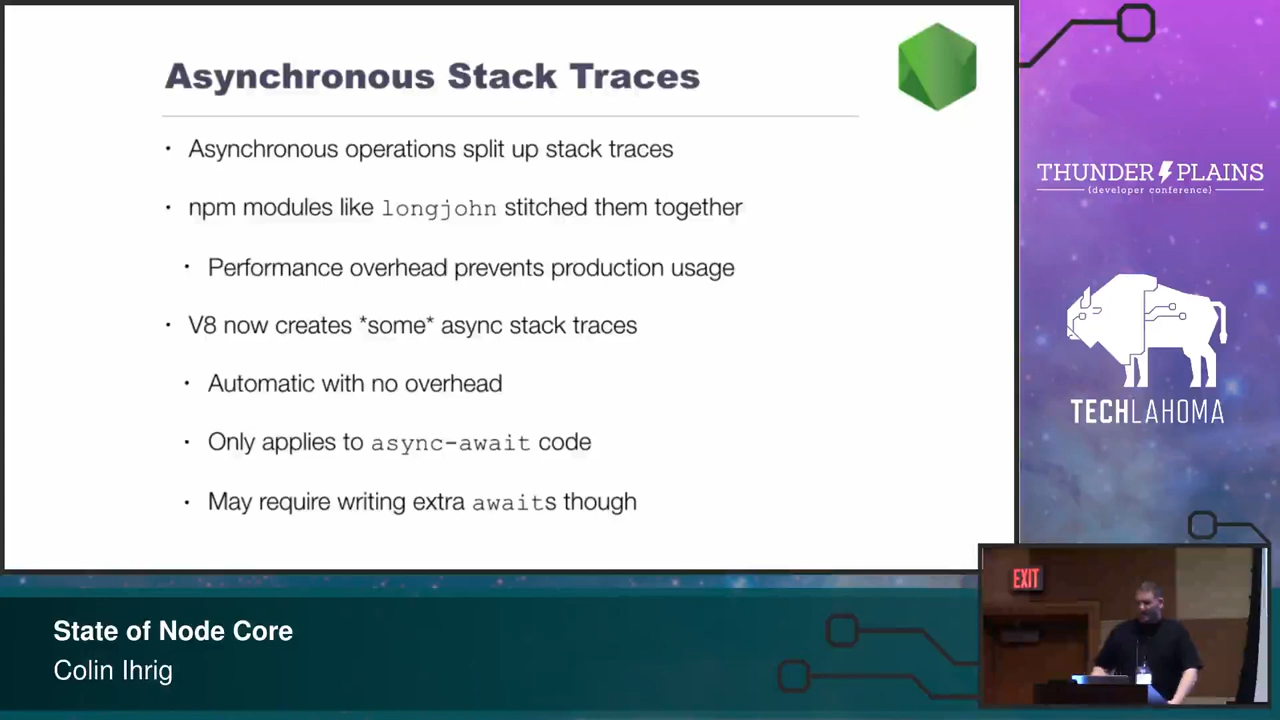 Asynchronous Stack Traces
• Asynchronous operations split up stack traces
• npm modules like longjohn stitched them together
• Performance overhead prevents production usage
• V8 now creates *some* async stack traces
• Automatic with no overhead
• Only applies to async-await code
• May require writing extra awaits though
THUNDER PLAINS
{developer conference}
TECHLAHOMA
EXIT
State of Node Core
Colin Ihrig